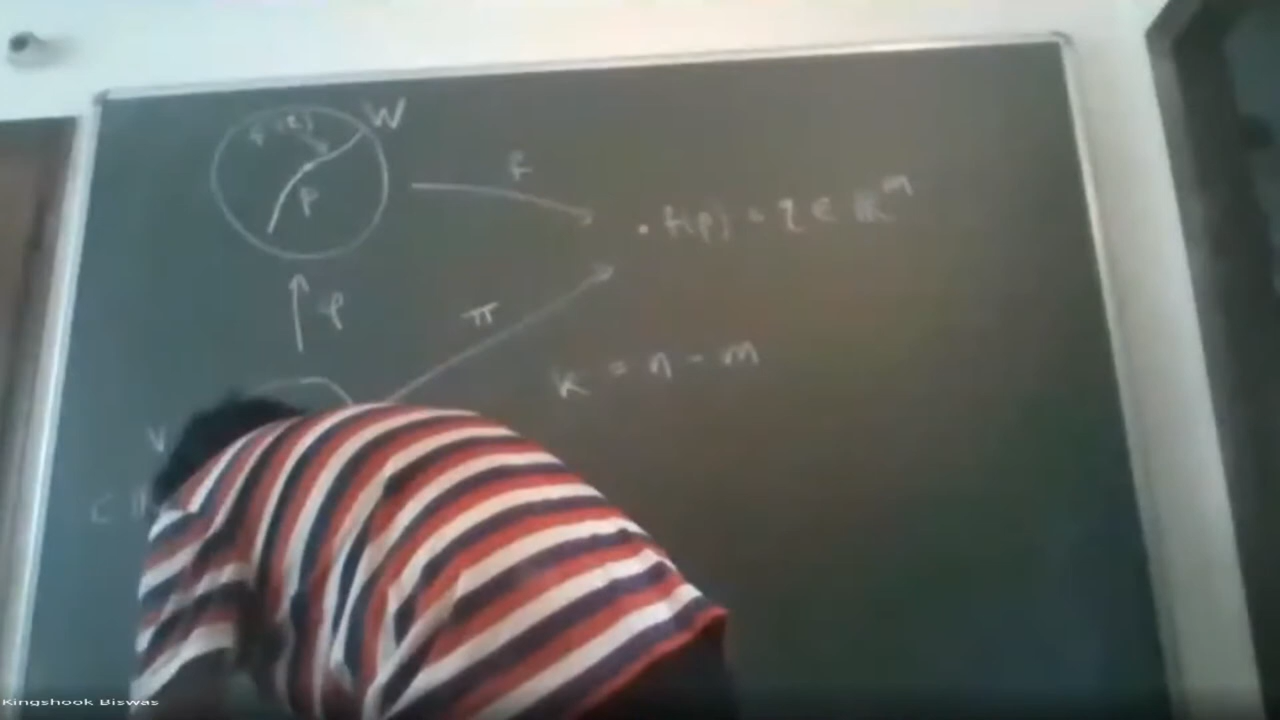 W
P
f
• f(p) = q ∈ ℝ^m
φ
π
k = n - m
V
Kingshook Biswas